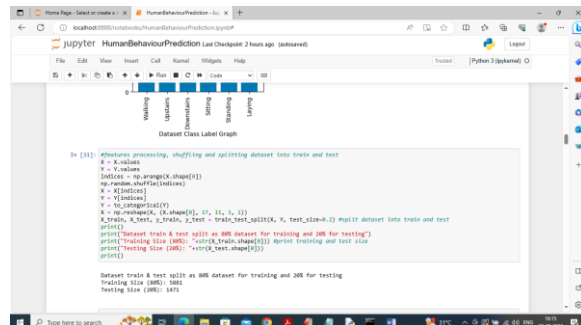 Home Page - Select or create a n
HumanBehaviourPrediction - Jup
localhost:8888/notebooks/HumanBehaviourPrediction.ipynb#
jupyter HumanBehaviourPrediction Last Checkpoint: 2 hours ago (autosaved)
Logout
File Edit View Insert Cell Kernel Widgets Help
Trusted Python 3 (ipykernel)
Run Code
0
Walking
Upstairs
Downstairs
Sitting
Standing
Laying
Dataset Class Label Graph
In [31]: #features processing, shuffling and splitting dataset into train and test
X = X.values
Y = Y.values
indices = np.arange(X.shape[0])
np.random.shuffle(indices)
X = X[indices]
Y = Y[indices]
Y = to_categorical(Y)
X = np.reshape(X, (X.shape[0], 17, 11, 3, 1))
X_train, X_test, y_train, y_test = train_test_split(X, Y, test_size=0.2) #split dataset into train and test
print()
print("Dataset train & test split as 80% dataset for training and 20% for testing")
print("Training Size (80%): "+str(X_train.shape[0])) #print training and test size
print("Testing Size (20%): "+str(X_test.shape[0]))
print()
Dataset train & test split as 80% dataset for training and 20% for testing
Training Size (80%): 5881
Testing Size (20%): 1471
Type here to search
31°C
ENG
16:15